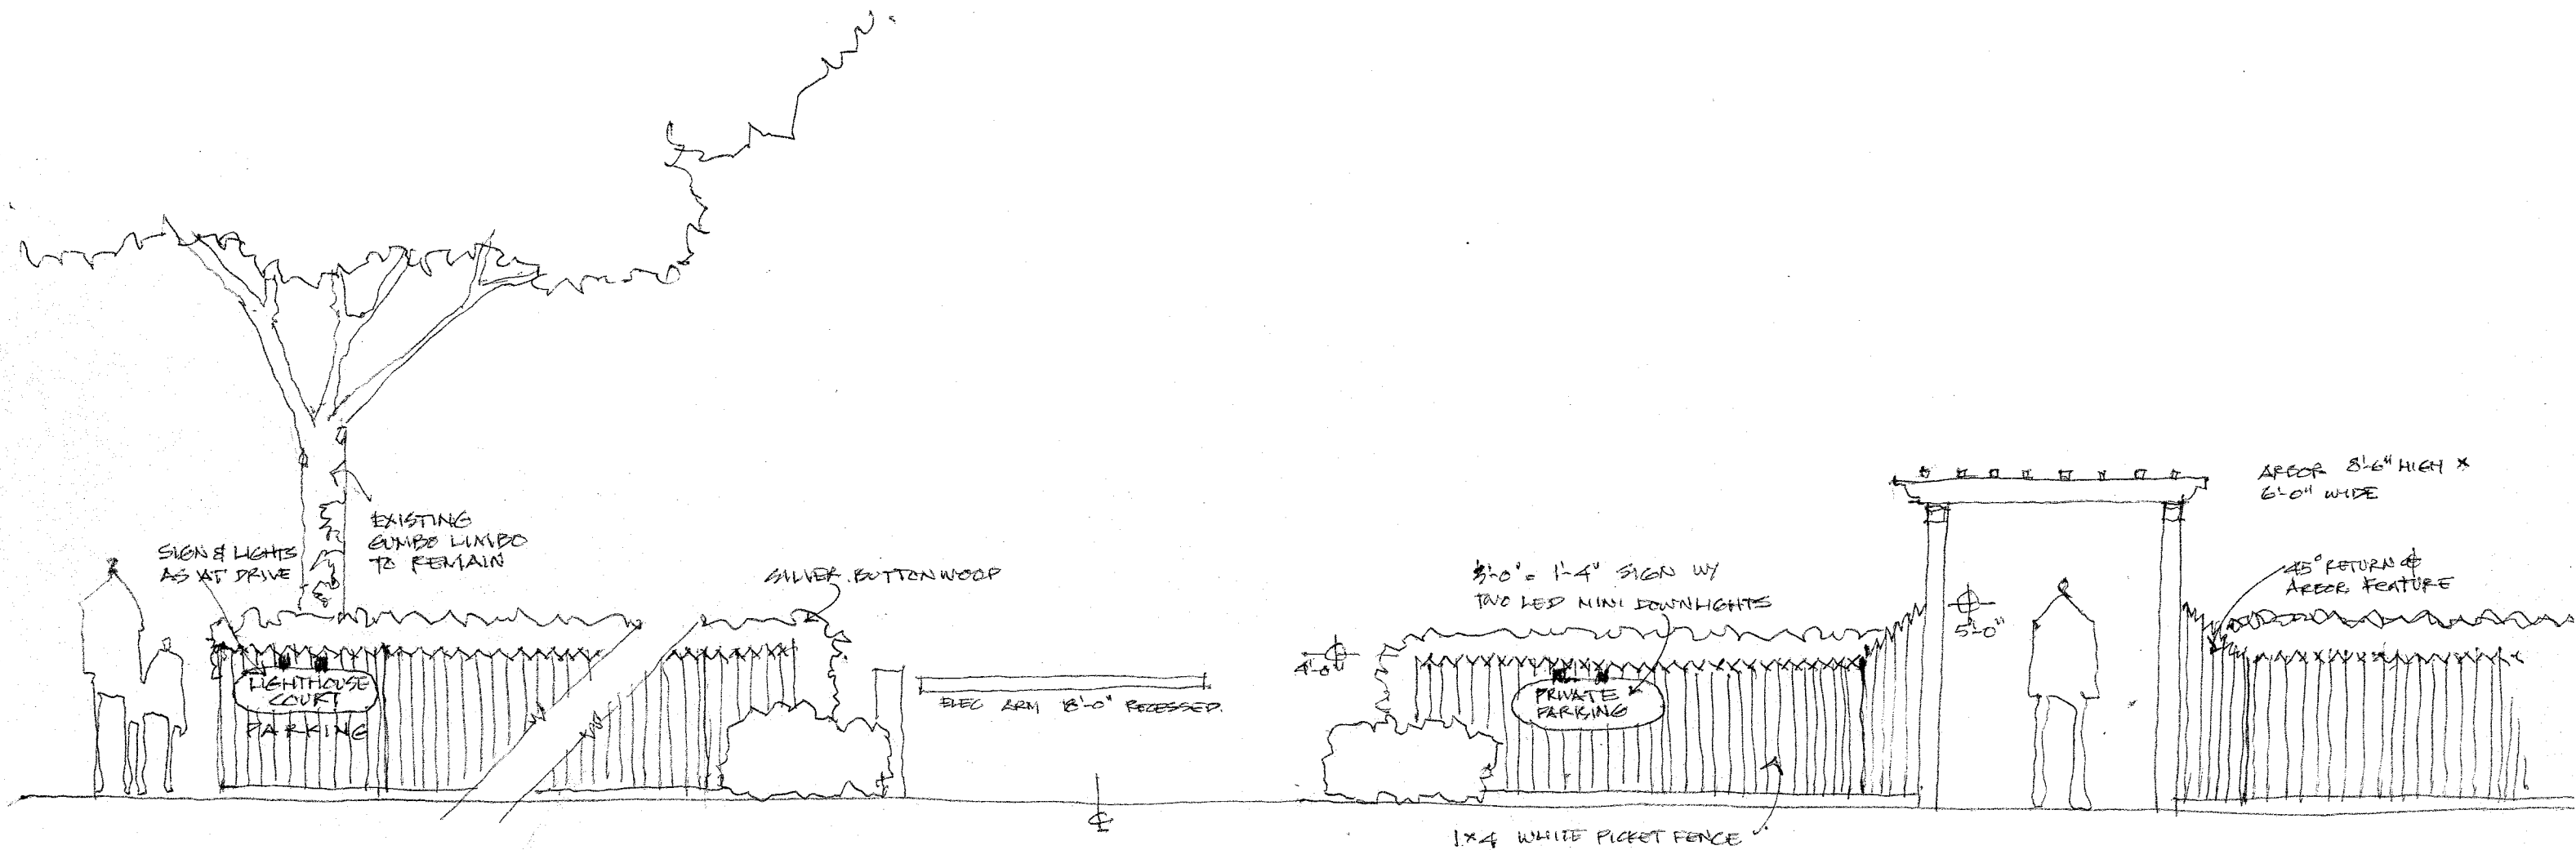 SIGN & LIGHTS
AS AT DRIVE
EXISTING
GUMBO LIMBO
TO REMAIN
LIGHTHOUSE
COURT
PARKING
SILVER BUTTONWOOD
ELEC ARM 18'-0" RECESSED.
℄
4'-0"
3'-0" = 1'-4" SIGN W/
TWO LED MINI DOWNLIGHTS
PRIVATE
PARKING
1x4 WHITE PICKET FENCE
5'-0"
ARBOR 8'-6" HIGH x
6'-0" WIDE
45° RETURN @
ARBOR FEATURE